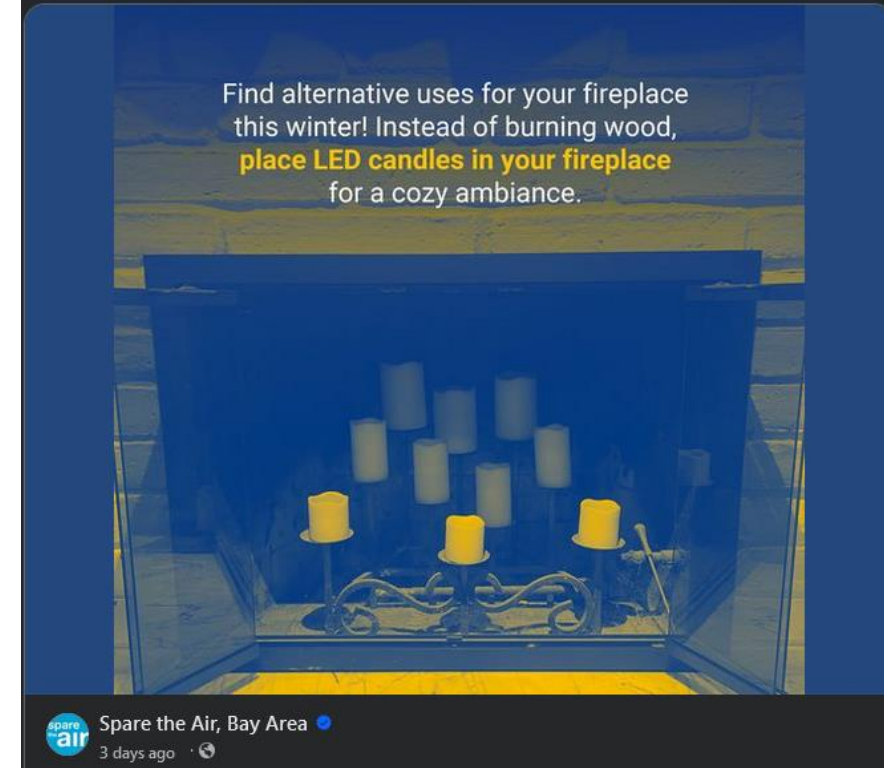 Find alternative uses for your fireplace
this winter! Instead of burning wood,
place LED candles in your fireplace
for a cozy ambiance.
spare
the
air
Spare the Air, Bay Area
3 days ago ·